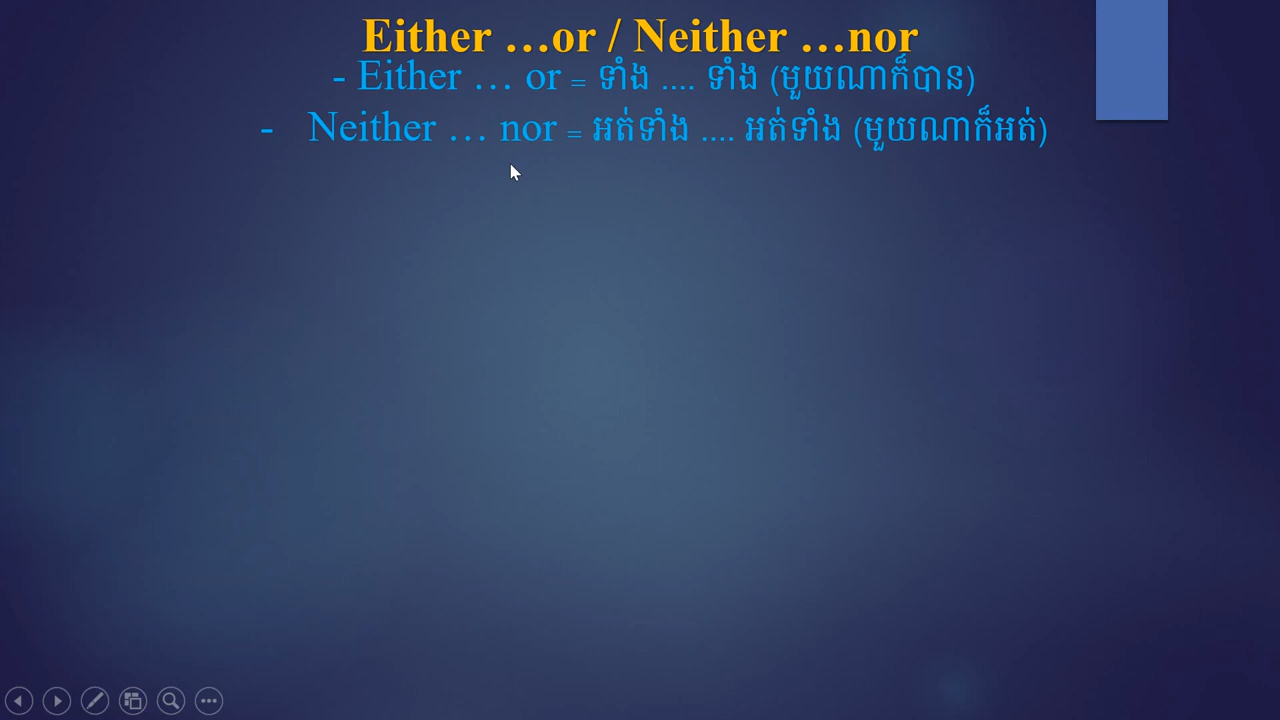 Either …or / Neither …nor
- Either … or = ទាំង .... ទាំង (មួយណាក៏បាន)
- Neither … nor = អត់ទាំង .... អត់ទាំង (មួយណាក៏អត់)